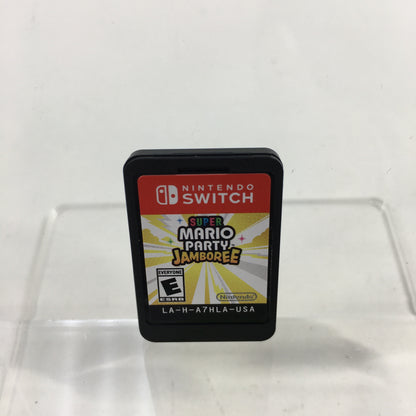 NINTENDO
SWITCH
SUPER
MARIO
PARTY
JAMBOREE
EVERYONE
E
ESRB
Nintendo
LA-H-A7HLA-USA